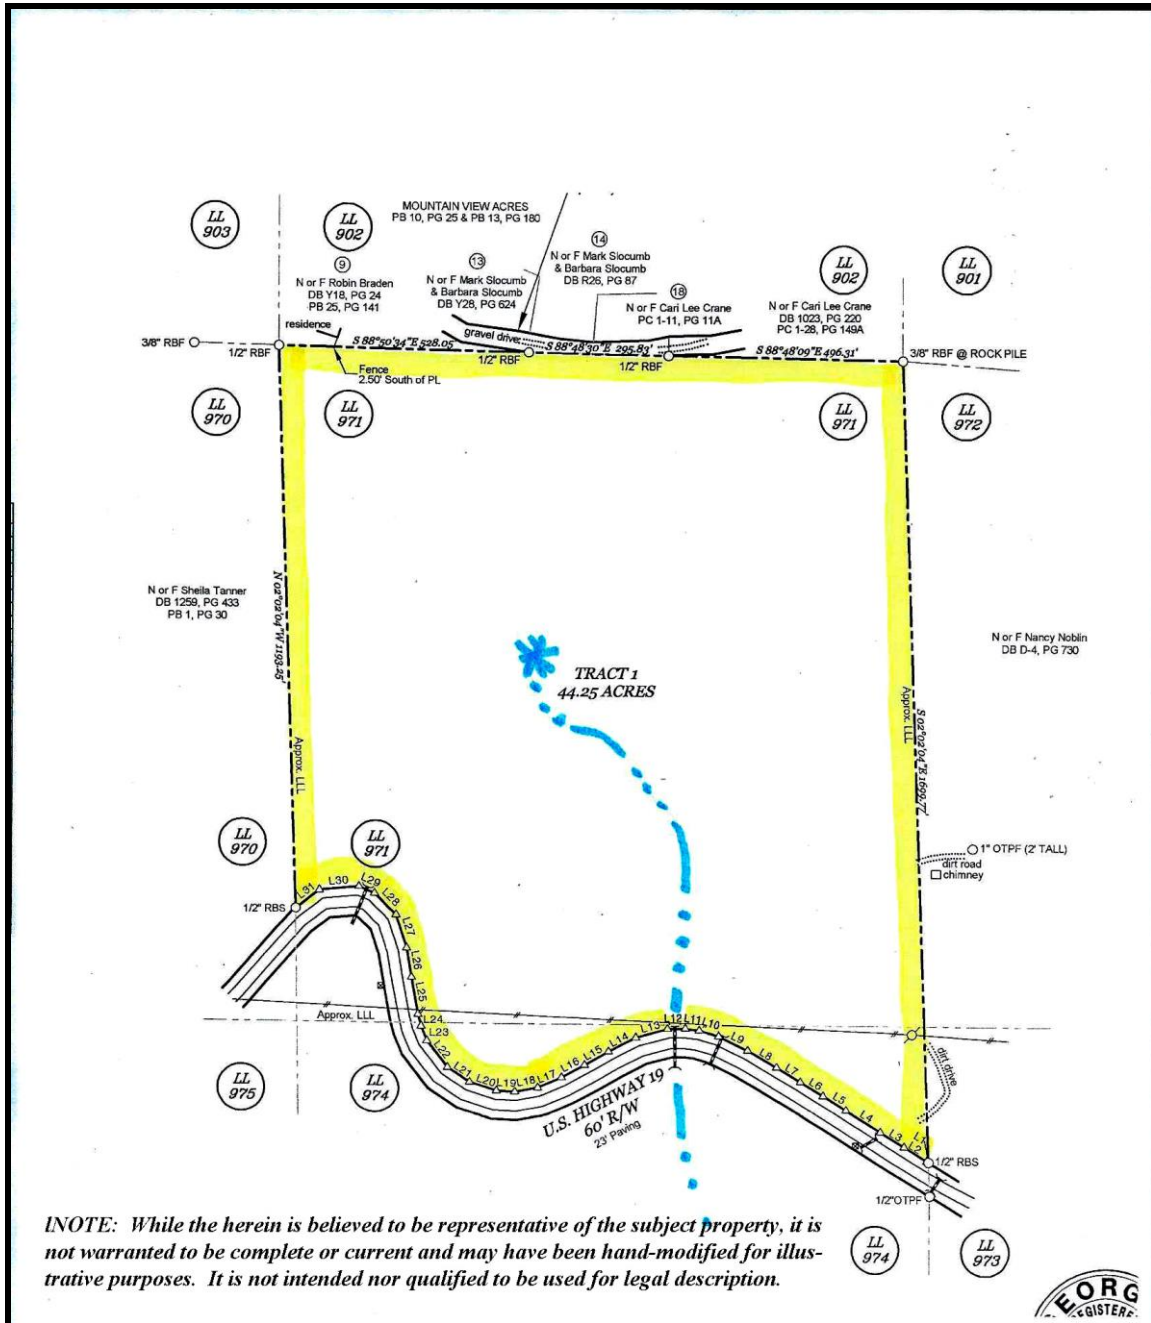 MOUNTAIN VIEW ACRES
PB 10, PG 25 & PB 13, PG 180
LL
903
LL
902
9
N or F Robin Braden
DB Y18, PG 24
PB 25, PG 141
13
N or F Mark Slocumb
& Barbara Slocumb
DB Y28, PG 624
14
N or F Mark Slocumb
& Barbara Slocumb
DB R26, PG 87
18
N or F Cari Lee Crane
PC 1-11, PG 11A
LL
902
LL
901
N or F Cari Lee Crane
DB 1023, PG 220
PC 1-28, PG 149A
residence
gravel drive
3/8" RBF
1/2" RBF
S 88°50'34"E 528.05'
1/2" RBF
S 88°48'30"E 295.83'
1/2" RBF
S 88°48'09"E 496.31'
3/8" RBF @ ROCK PILE
Fence
2.50' South of PL
LL
970
LL
971
LL
971
LL
972
N or F Sheila Tanner
DB 1259, PG 433
PB 1, PG 30
N 02°02'04"W 1193.25'
Approx. LLL
TRACT 1
44.25 ACRES
N or F Nancy Noblin
DB D-4, PG 730
Approx. LLL
S 02°02'04"E 1699.77'
1" OTPF (2' TALL)
dirt road
chimney
LL
970
LL
971
1/2" RBS
L31
L30
L29
L28
L27
L26
L25
L24
L23
L22
L21
L20
L19
L18
L17
L16
L15
L14
L13
L12
L11
L10
L9
L8
L7
L6
L5
L4
L3
L2
L1
Approx. LLL
dirt drive
LL
975
LL
974
U.S. HIGHWAY 19
60' R/W
23' Paving
1/2" RBS
1/2"OTPF
LL
974
LL
973
INOTE: While the herein is believed to be representative of the subject property, it is
not warranted to be complete or current and may have been hand-modified for illus-
trative purposes. It is not intended nor qualified to be used for legal description.
EORG
EGISTERE